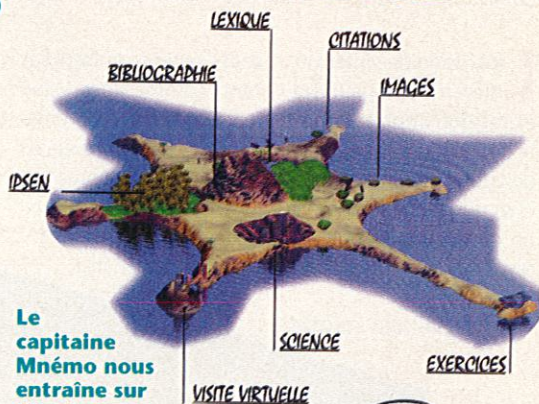 LEXIQUE
CITATIONS
BIBLIOGRAPHIE
IMAGES
IPSEN
SCIENCE
EXERCICES
VISITE VIRTUELLE
Le
capitaine
Mnémo nous
entraîne sur